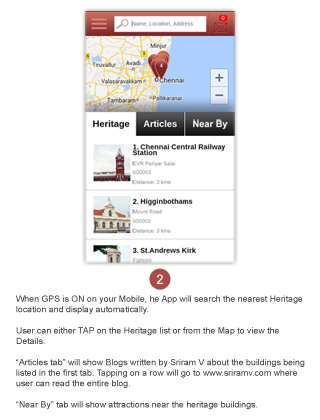 Name, Location, Address
0
Minjur
Tiruvallur
Avadi
Valasaravakkam
Chennai
Tambaram
Pallikaranai
+
−
Heritage
Articles
Near By
1. Chennai Central Railway
Station
EVR Periyar Salai
600003
Distance: 3 kms
2. Higginbothams
Mount Road
600002
Distance: 3 kms
3. St.Andrews Kirk
Egmore
2
When GPS is ON on your Mobile, he App will search the nearest Heritage
location and display automatically.
User can either TAP on the Heritage list or from the Map to view the
Details.
“Articles tab” will show Blogs written by Sriram V about the buildings being
listed in the first tab. Tapping on a row will go to www.sriramv.com where
user can read the entire blog.
“Near By” tab will show attractions near the heritage buildings.